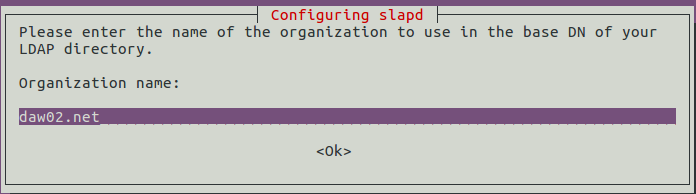 Configuring slapd
Please enter the name of the organization to use in the base DN of your
LDAP directory.
Organization name:
daw02.net
<Ok>